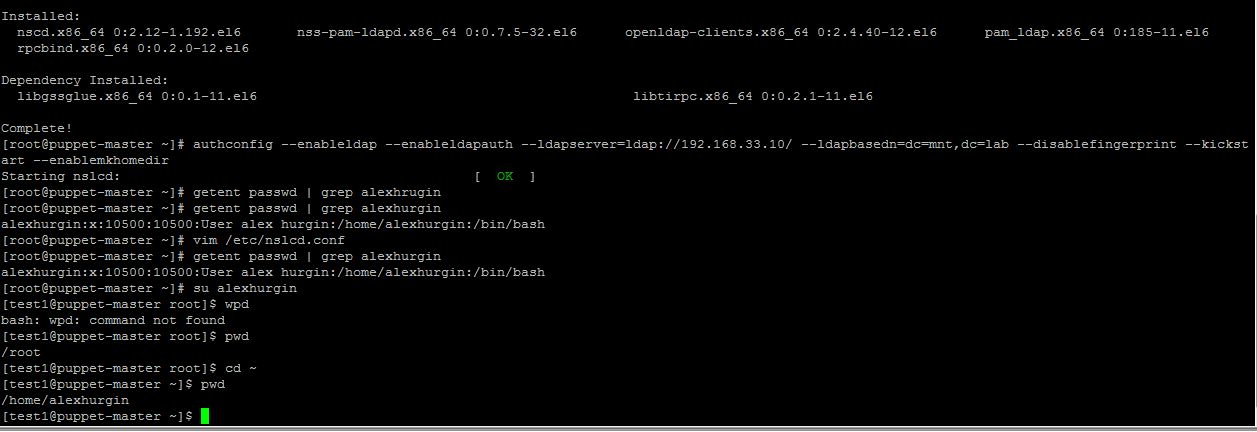 Installed:
  nscd.x86_64 0:2.12-1.192.el6       nss-pam-ldapd.x86_64 0:0.7.5-32.el6      openldap-clients.x86_64 0:2.4.40-12.el6      pam_ldap.x86_64 0:185-11.el6
  rpcbind.x86_64 0:0.2.0-12.el6
Dependency Installed:
  libgssglue.x86_64 0:0.1-11.el6                                               libtirpc.x86_64 0:0.2.1-11.el6
Complete!
[root@puppet-master ~]# authconfig --enableldap --enableldapauth --ldapserver=ldap://192.168.33.10/ --ldapbasedn=dc=mnt,dc=lab --disablefingerprint --kickst
art --enablemkhomedir
Starting nslcd:                                            [  OK  ]
[root@puppet-master ~]# getent passwd | grep alexhrugin
[root@puppet-master ~]# getent passwd | grep alexhurgin
alexhurgin:x:10500:10500:User alex hurgin:/home/alexhurgin:/bin/bash
[root@puppet-master ~]# vim /etc/nslcd.conf
[root@puppet-master ~]# getent passwd | grep alexhurgin
alexhurgin:x:10500:10500:User alex hurgin:/home/alexhurgin:/bin/bash
[root@puppet-master ~]# su alexhurgin
[test1@puppet-master root]$ wpd
bash: wpd: command not found
[test1@puppet-master root]$ pwd
/root
[test1@puppet-master root]$ cd ~
[test1@puppet-master ~]$ pwd
/home/alexhurgin
[test1@puppet-master ~]$